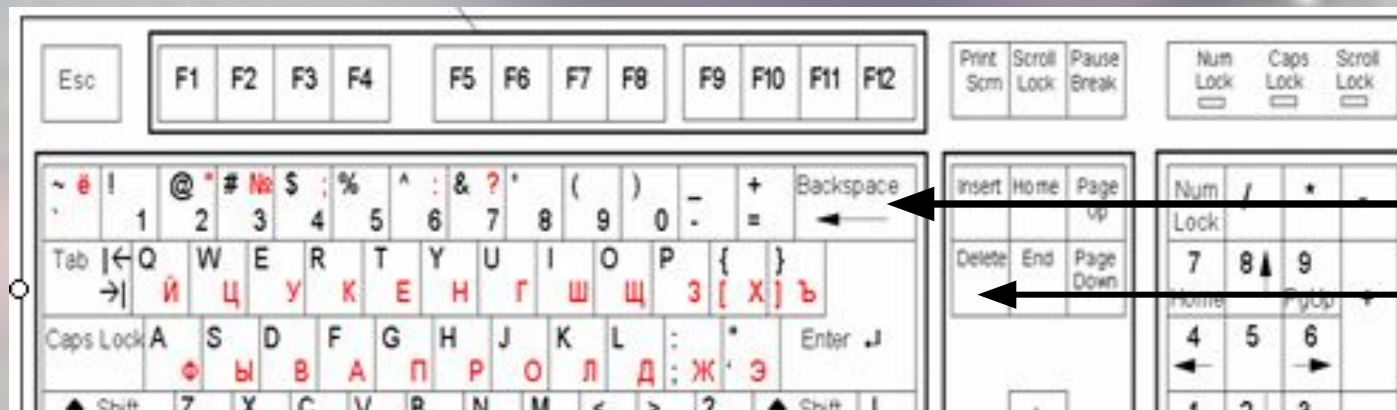 Esc F1 F2 F3 F4 F5 F6 F7 F8 F9 F10 F11 F12 Print Scrn Scroll Lock Pause Break Num Lock Caps Lock Scroll Lock
~ ё ` ! 1 @ " 2 # № 3 $ ; 4 % 5 ^ : 6 & ? 7 * 8 ( 9 ) 0 _ - + = Backspace Insert Home Page Up Num Lock / * -
Tab Q Й W Ц E У R К T Е Y Н U Г I Ш O Щ P З { [ Х } ] Ъ Delete End Page Down 7 Home 8 9 PgUp +
Caps Lock A Ф S Ы D В F А G П H Р J О K Л L Д : ; Ж " ' Э Enter 4 5 6
Shift Z X C V B N M < > ? Shift 1 2 3